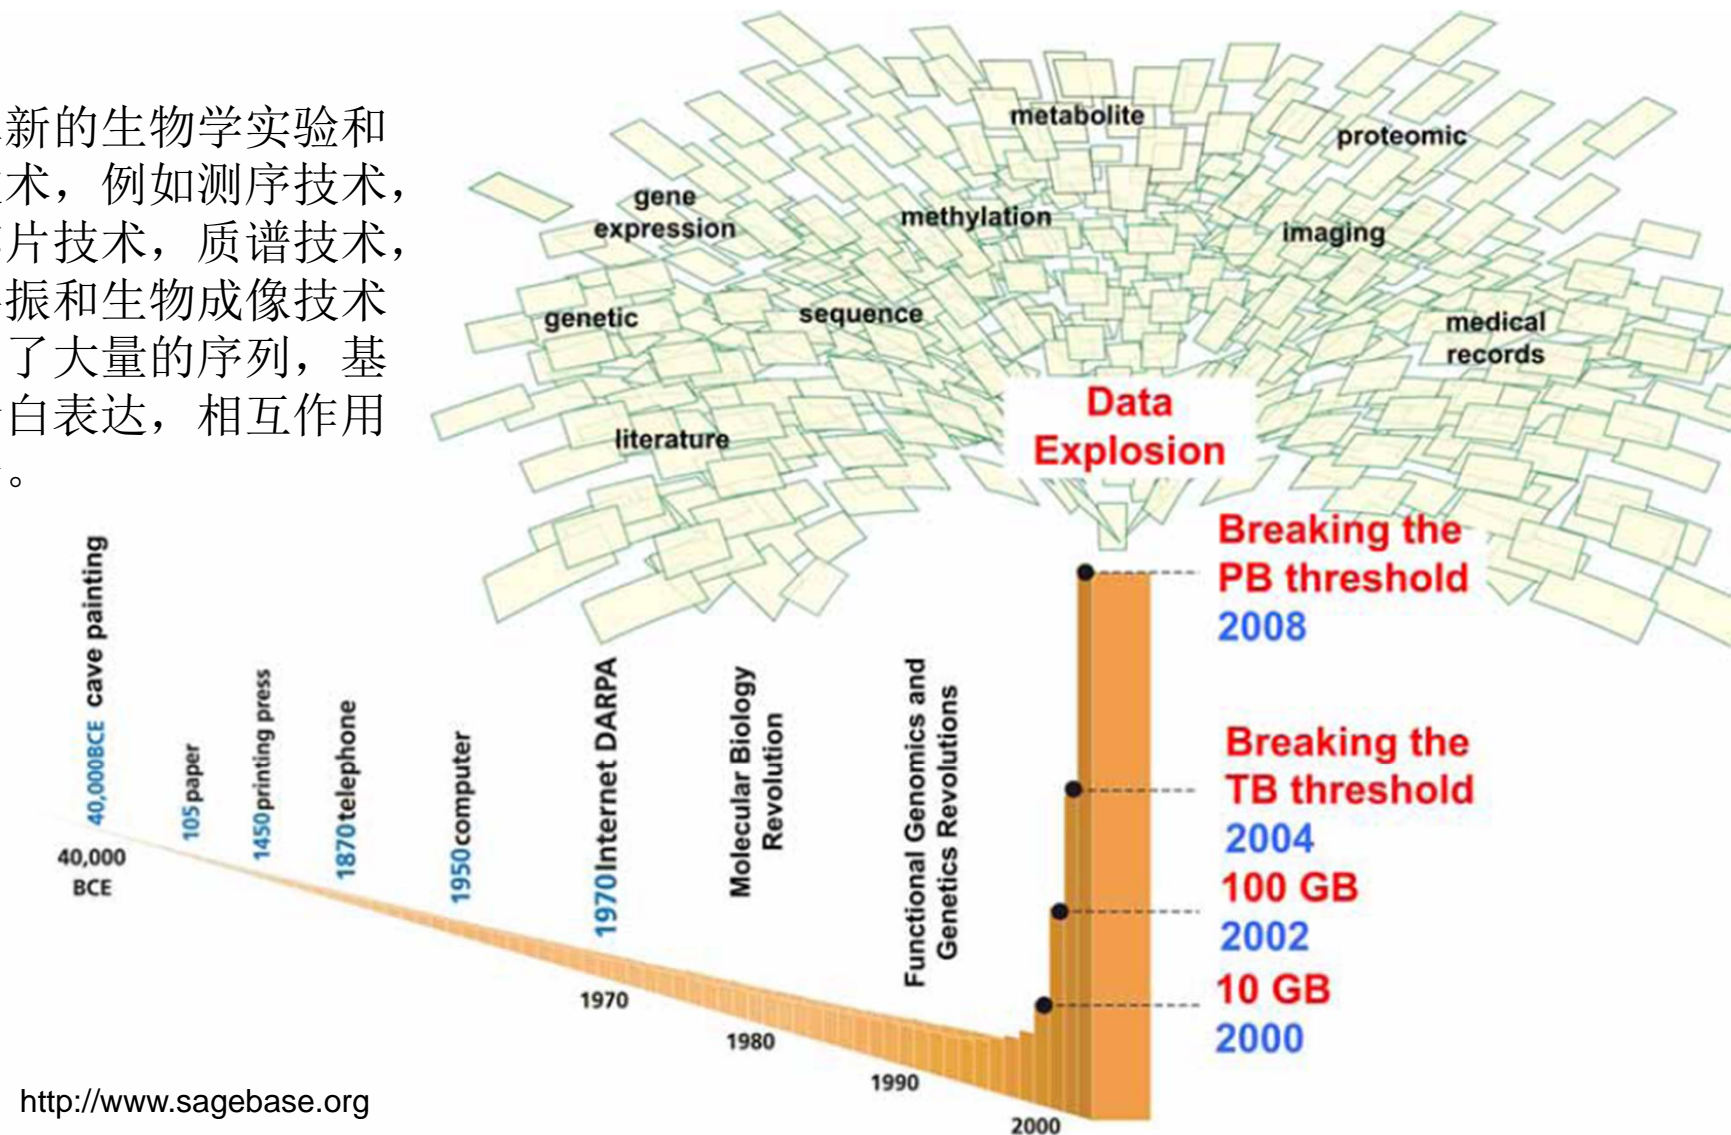 新的生物学实验和
术，例如测序技术，
片技术，质谱技术，
振和生物成像技术
了大量的序列，基
白表达，相互作用
。
metabolite
proteomic
gene
expression
methylation
imaging
genetic
sequence
medical
records
literature
Data
Explosion
Breaking the
PB threshold
2008
Breaking the
TB threshold
2004
100 GB
2002
10 GB
2000
40,000BCE cave painting
105 paper
1450 printing press
1870 telephone
1950 computer
1970 Internet DARPA
Molecular Biology
Revolution
Functional Genomics and
Genetics Revolutions
40,000
BCE
1970
1980
1990
2000
http://www.sagebase.org